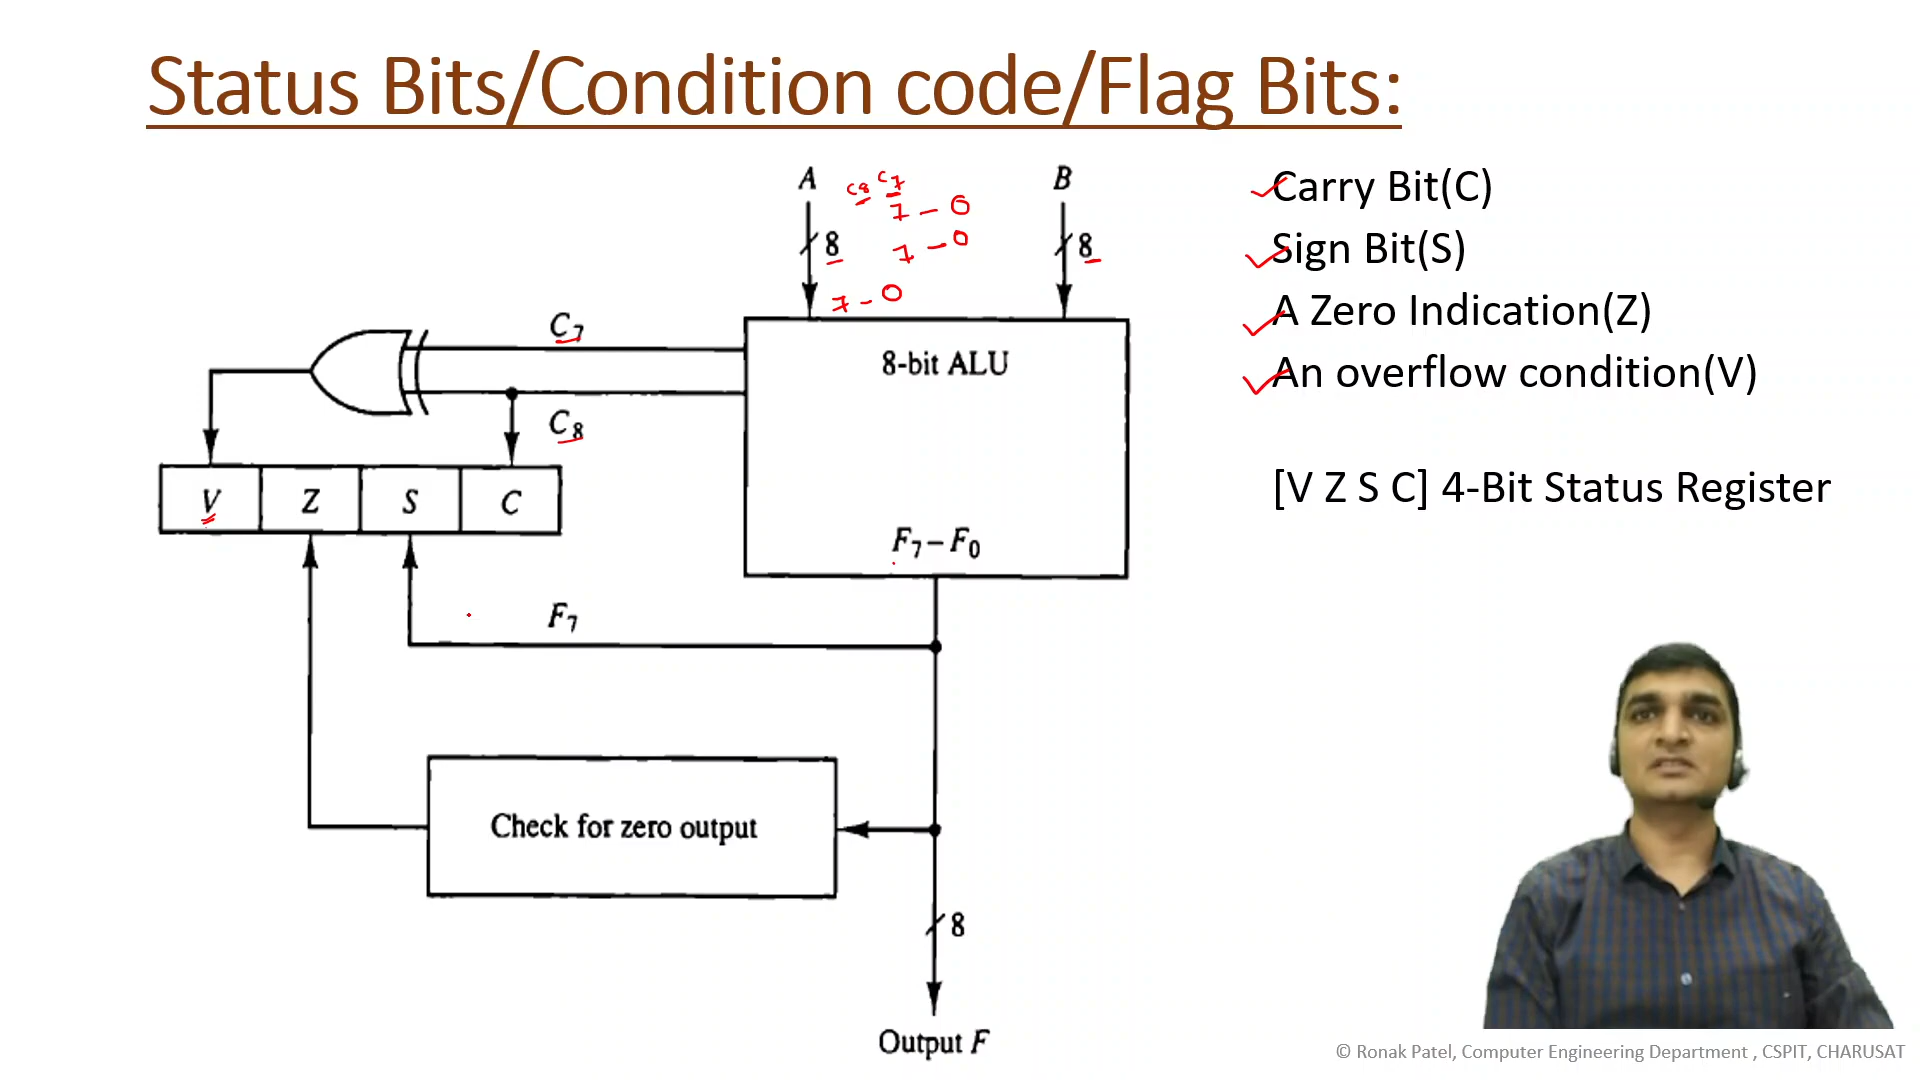 Status Bits/Condition code/Flag Bits:
A
C8 C7
7 - 0
8
7 - 0
7 - 0
B
8
C7
C8
8-bit ALU
F7 – F0
V Z S C
F7
Check for zero output
8
Output F
Carry Bit(C)
Sign Bit(S)
A Zero Indication(Z)
An overflow condition(V)
[V Z S C] 4-Bit Status Register
© Ronak Patel, Computer Engineering Department , CSPIT, CHARUSAT